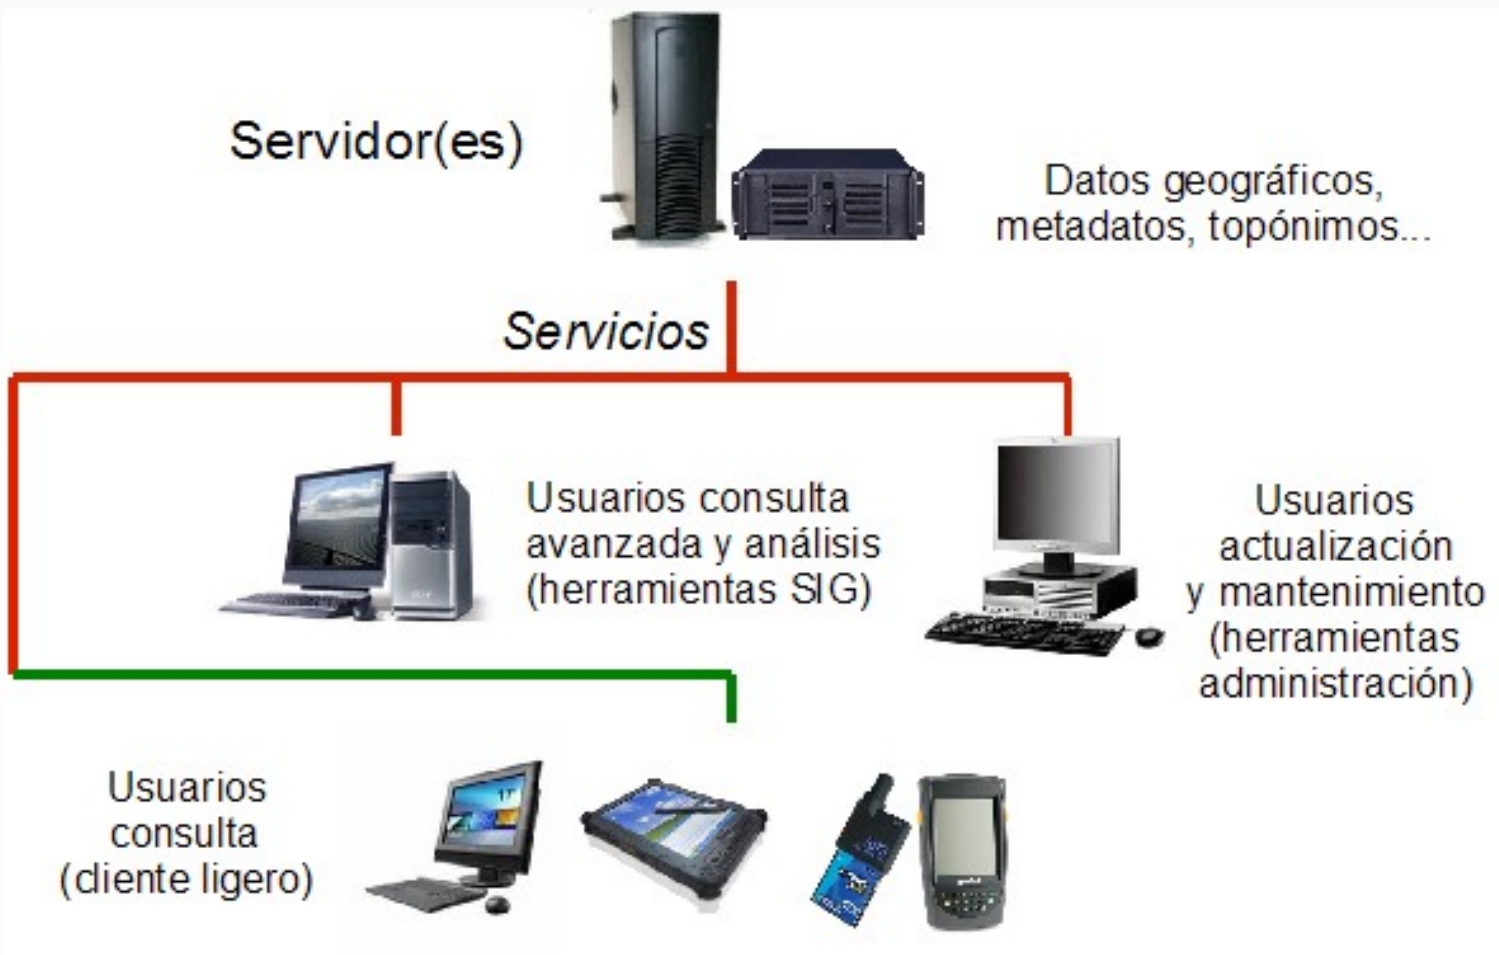 Servidor(es)
Datos geográficos,
metadatos, topónimos...
Servicios
Usuarios consulta
avanzada y análisis
(herramientas SIG)
Usuarios
actualización
y mantenimiento
(herramientas
administración)
Usuarios
consulta
(cliente ligero)